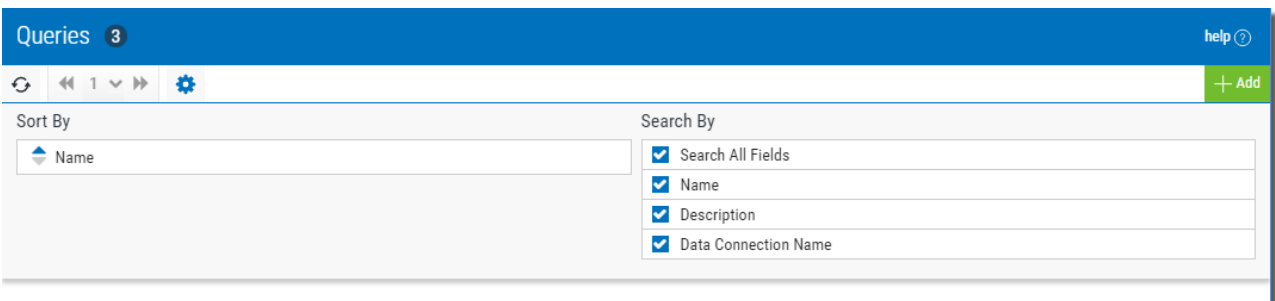 Queries 3
help ?
1
Add
Sort By
Name
Search By
Search All Fields
Name
Description
Data Connection Name